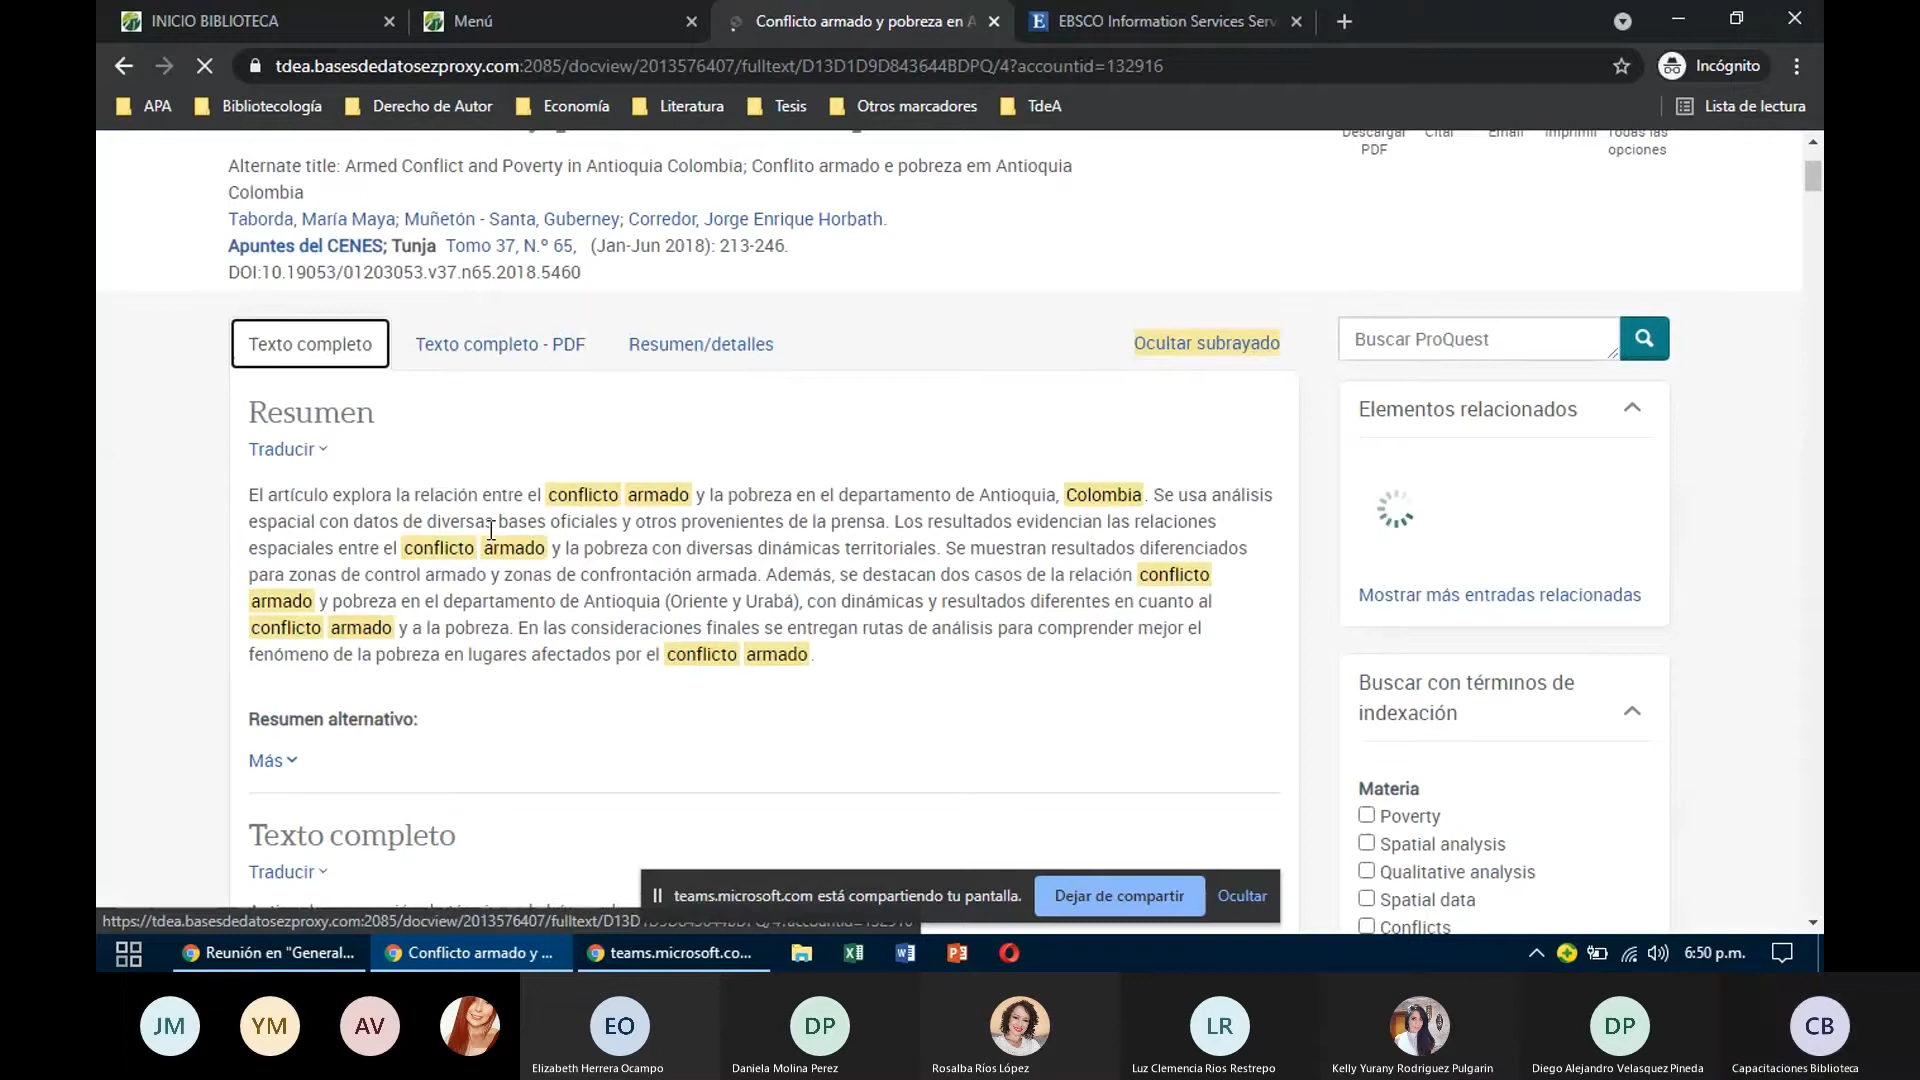 INICIO BIBLIOTECA
Menú
Conflicto armado y pobreza en A
EBSCO Information Services Serv
tdea.basesdedatosezproxy.com:2085/docview/2013576407/fulltext/D13D1D9D843644BDPQ/4?accountid=132916
Incógnito
APA
Bibliotecología
Derecho de Autor
Economía
Literatura
Tesis
Otros marcadores
TdeA
Lista de lectura
Descargar PDF
Citar
Email
Imprimir
Todas las opciones
Alternate title: Armed Conflict and Poverty in Antioquia Colombia; Conflito armado e pobreza em Antioquia
Colombia
Taborda, María Maya; Muñetón - Santa, Guberney; Corredor, Jorge Enrique Horbath.
Apuntes del CENES; Tunja Tomo 37, N.º 65, (Jan-Jun 2018): 213-246.
DOI:10.19053/01203053.v37.n65.2018.5460
Texto completo
Texto completo - PDF
Resumen/detalles
Ocultar subrayado
Buscar ProQuest
Resumen
Traducir
El artículo explora la relación entre el conflicto armado y la pobreza en el departamento de Antioquia, Colombia. Se usa análisis
espacial con datos de diversas bases oficiales y otros provenientes de la prensa. Los resultados evidencian las relaciones
espaciales entre el conflicto armado y la pobreza con diversas dinámicas territoriales. Se muestran resultados diferenciados
para zonas de control armado y zonas de confrontación armada. Además, se destacan dos casos de la relación conflicto
armado y pobreza en el departamento de Antioquia (Oriente y Urabá), con dinámicas y resultados diferentes en cuanto al
conflicto armado y a la pobreza. En las consideraciones finales se entregan rutas de análisis para comprender mejor el
fenómeno de la pobreza en lugares afectados por el conflicto armado.
Resumen alternativo:
Más
Texto completo
Traducir
Elementos relacionados
Mostrar más entradas relacionadas
Buscar con términos de
indexación
Materia
Poverty
Spatial analysis
Qualitative analysis
Spatial data
Conflicts
teams.microsoft.com está compartiendo tu pantalla.
Dejar de compartir
Ocultar
Reunión en "General...
Conflicto armado y ...
teams.microsoft.co...
6:50 p.m.
JM
YM
AV
EO
DP
LR
DP
CB
Elizabeth Herrera Ocampo
Daniela Molina Perez
Rosalba Ríos López
Luz Clemencia Rios Restrepo
Kelly Yurany Rodriguez Pulgarin
Diego Alejandro Velasquez Pineda
Capacitaciones Biblioteca